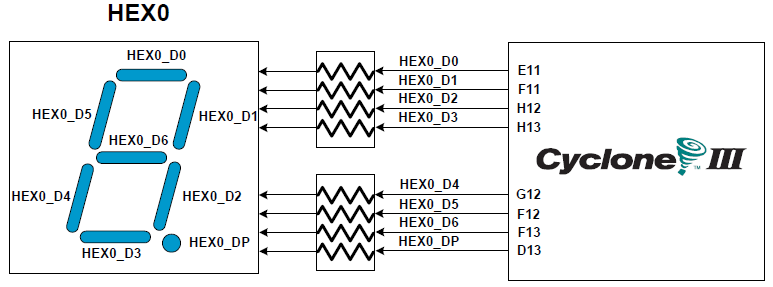 HEX0
HEX0_D0
HEX0_D5
HEX0_D1
HEX0_D6
HEX0_D4
HEX0_D2
HEX0_D3
HEX0_DP
HEX0_D0
E11
HEX0_D1
F11
HEX0_D2
H12
HEX0_D3
H13
HEX0_D4
G12
HEX0_D5
F12
HEX0_D6
F13
HEX0_DP
D13
Cyclone™ III